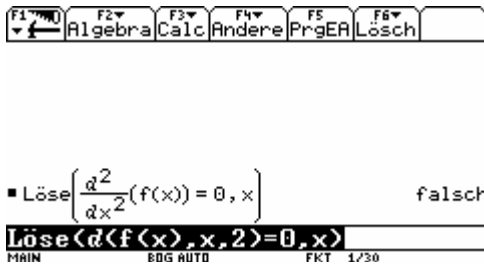 F1 F2 F3 F4 F5 F6
Algebra Calc Andere PrgEA Lösch
▪ Löse(d²/dx²(f(x)) = 0, x) falsch
Löse(d(f(x),x,2)=0,x)
MAIN BOG AUTO FKT 1/30